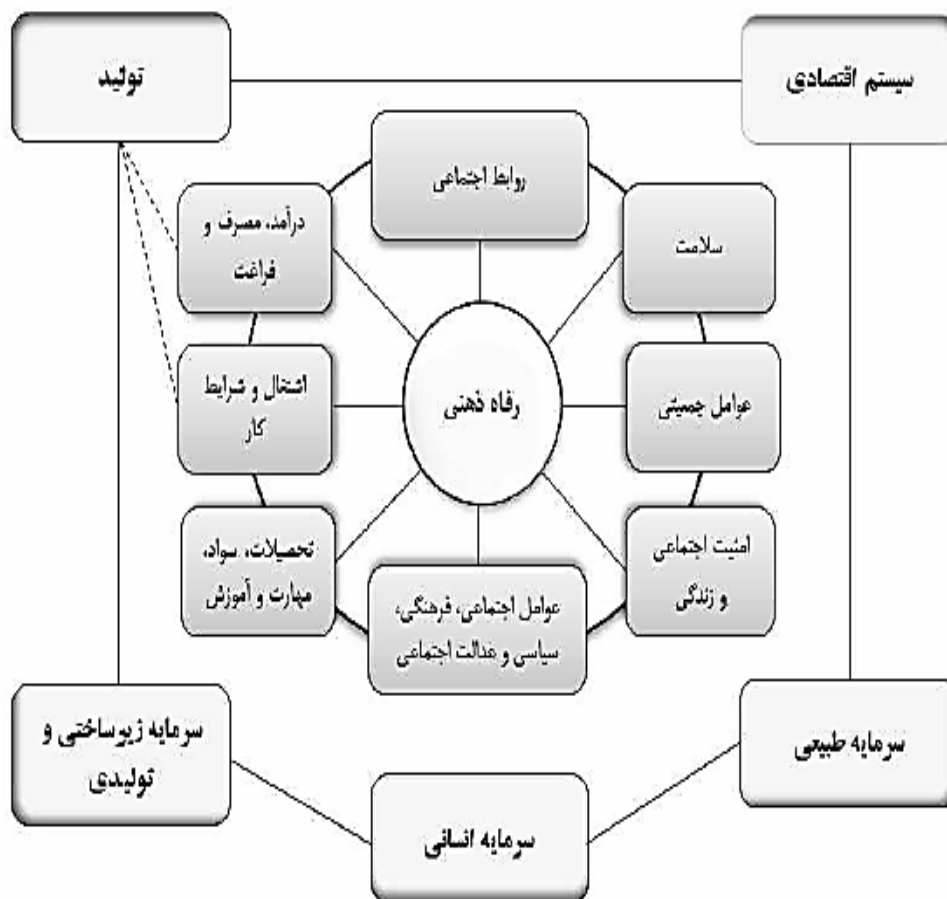 سیستم اقتصادی
تولید
روابط اجتماعی
سلامت
درآمد، مصرف و
فراغت
عوامل جمعیتی
رفاه ذهنی
اشتغال و شرایط
کار
امنیت اجتماعی
و زندگی
عوامل اجتماعی، فرهنگی،
سیاسی و عدالت اجتماعی
تحصیلات، سواد،
مهارت و آموزش
سرمایه طبیعی
سرمایه انسانی
سرمایه زیرساختی و
تولیدی